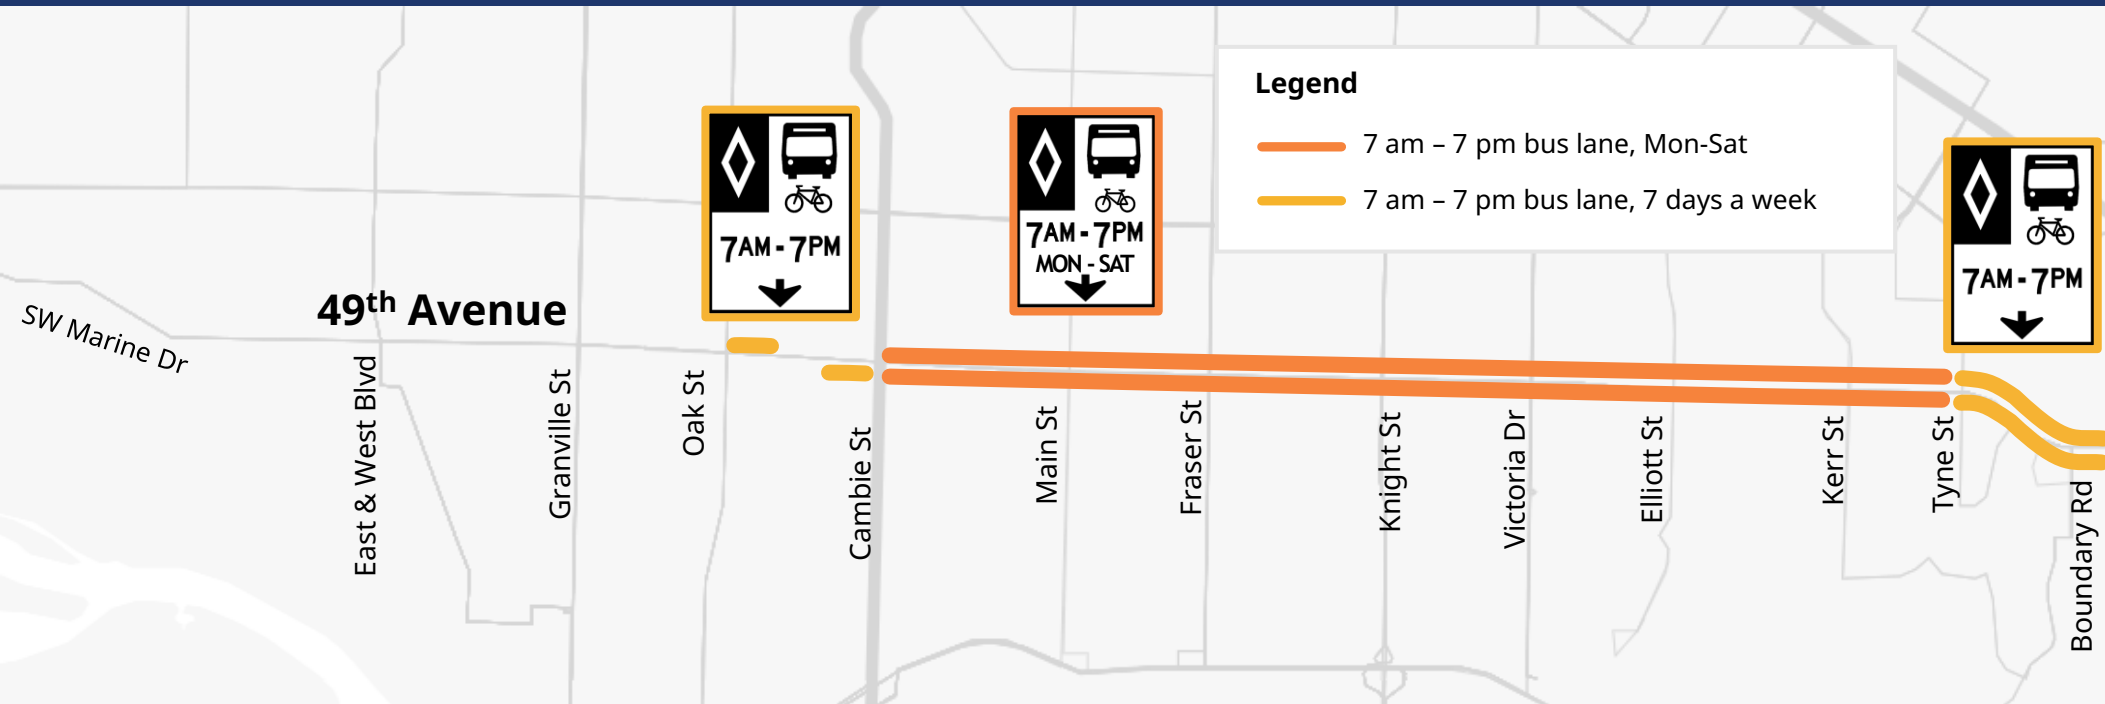 Legend
7 am – 7 pm bus lane, Mon-Sat
7 am – 7 pm bus lane, 7 days a week
7AM - 7PM
7AM - 7PM
MON - SAT
7AM - 7PM
49th Avenue
SW Marine Dr
East & West Blvd
Granville St
Oak St
Cambie St
Main St
Fraser St
Knight St
Victoria Dr
Elliott St
Kerr St
Tyne St
Boundary Rd